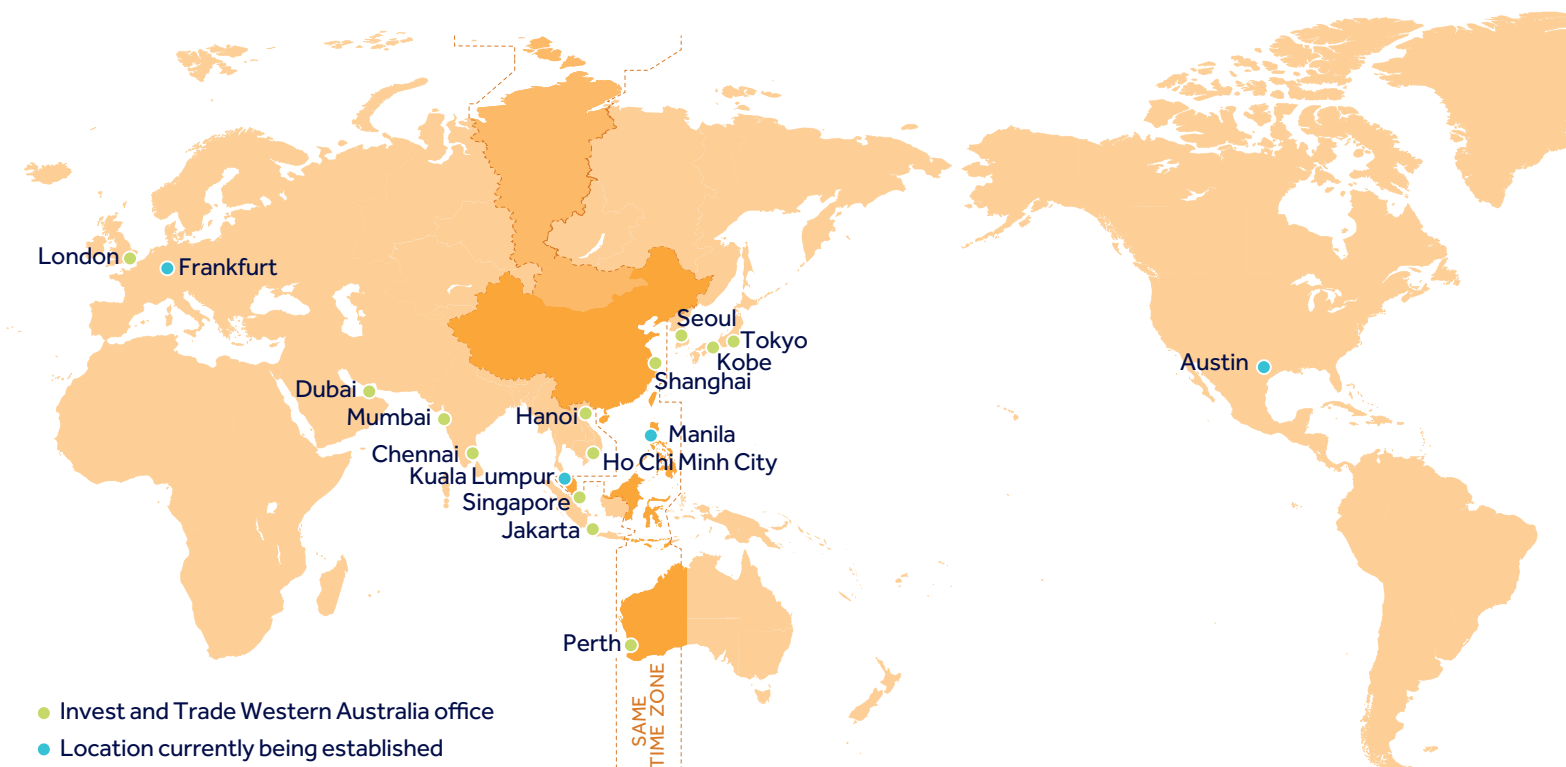 London
Frankfurt
Seoul
Tokyo
Kobe
Shanghai
Austin
Dubai
Mumbai
Hanoi
Manila
Chennai
Ho Chi Minh City
Kuala Lumpur
Singapore
Jakarta
Perth
SAME
TIME ZONE
Invest and Trade Western Australia office
Location currently being established